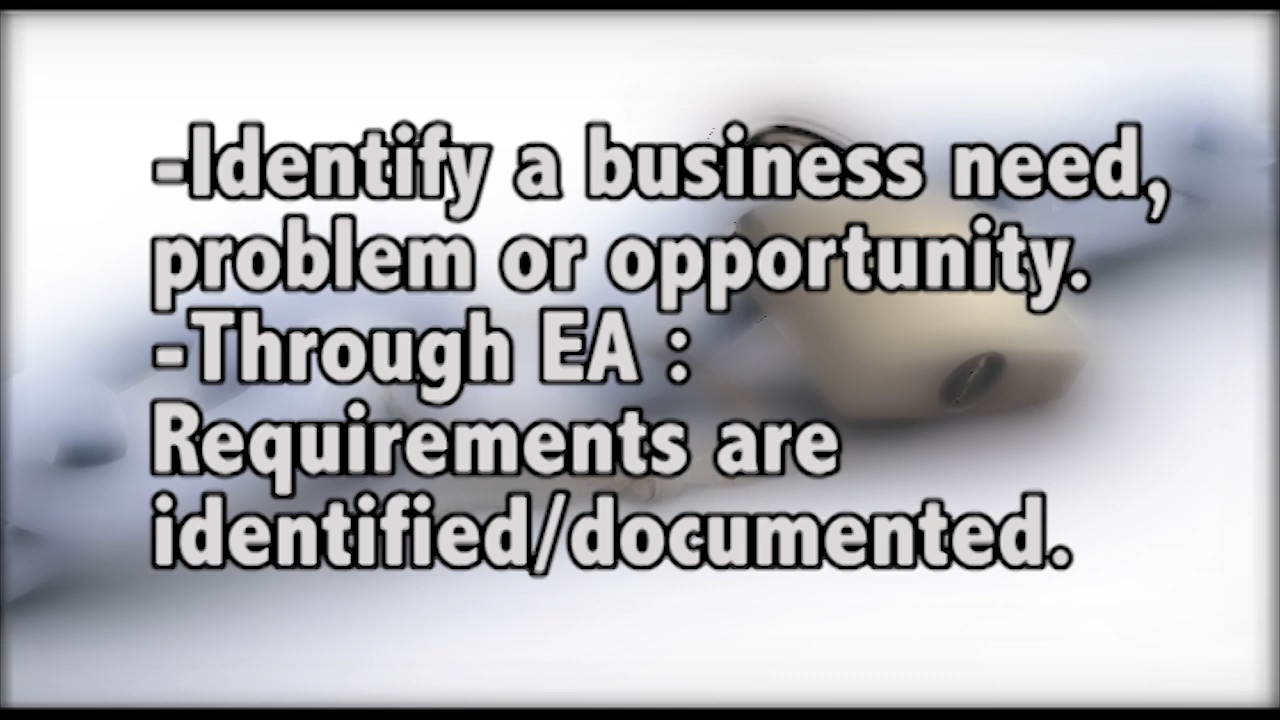 -Identify a business need,
problem or opportunity.
-Through EA :
Requirements are
identified/documented.